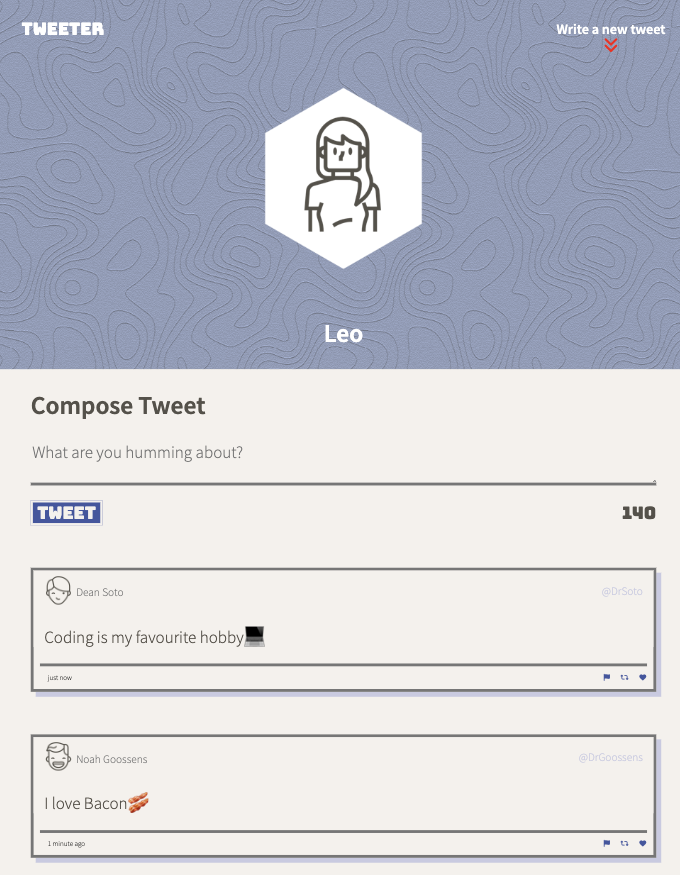 TWEETER
Write a new tweet
Leo
Compose Tweet
What are you humming about?
TWEET
140
Dean Soto
@DrSoto
Coding is my favourite hobby💻
just now
Noah Goossens
@DrGoossens
I love Bacon🥓
1 minute ago